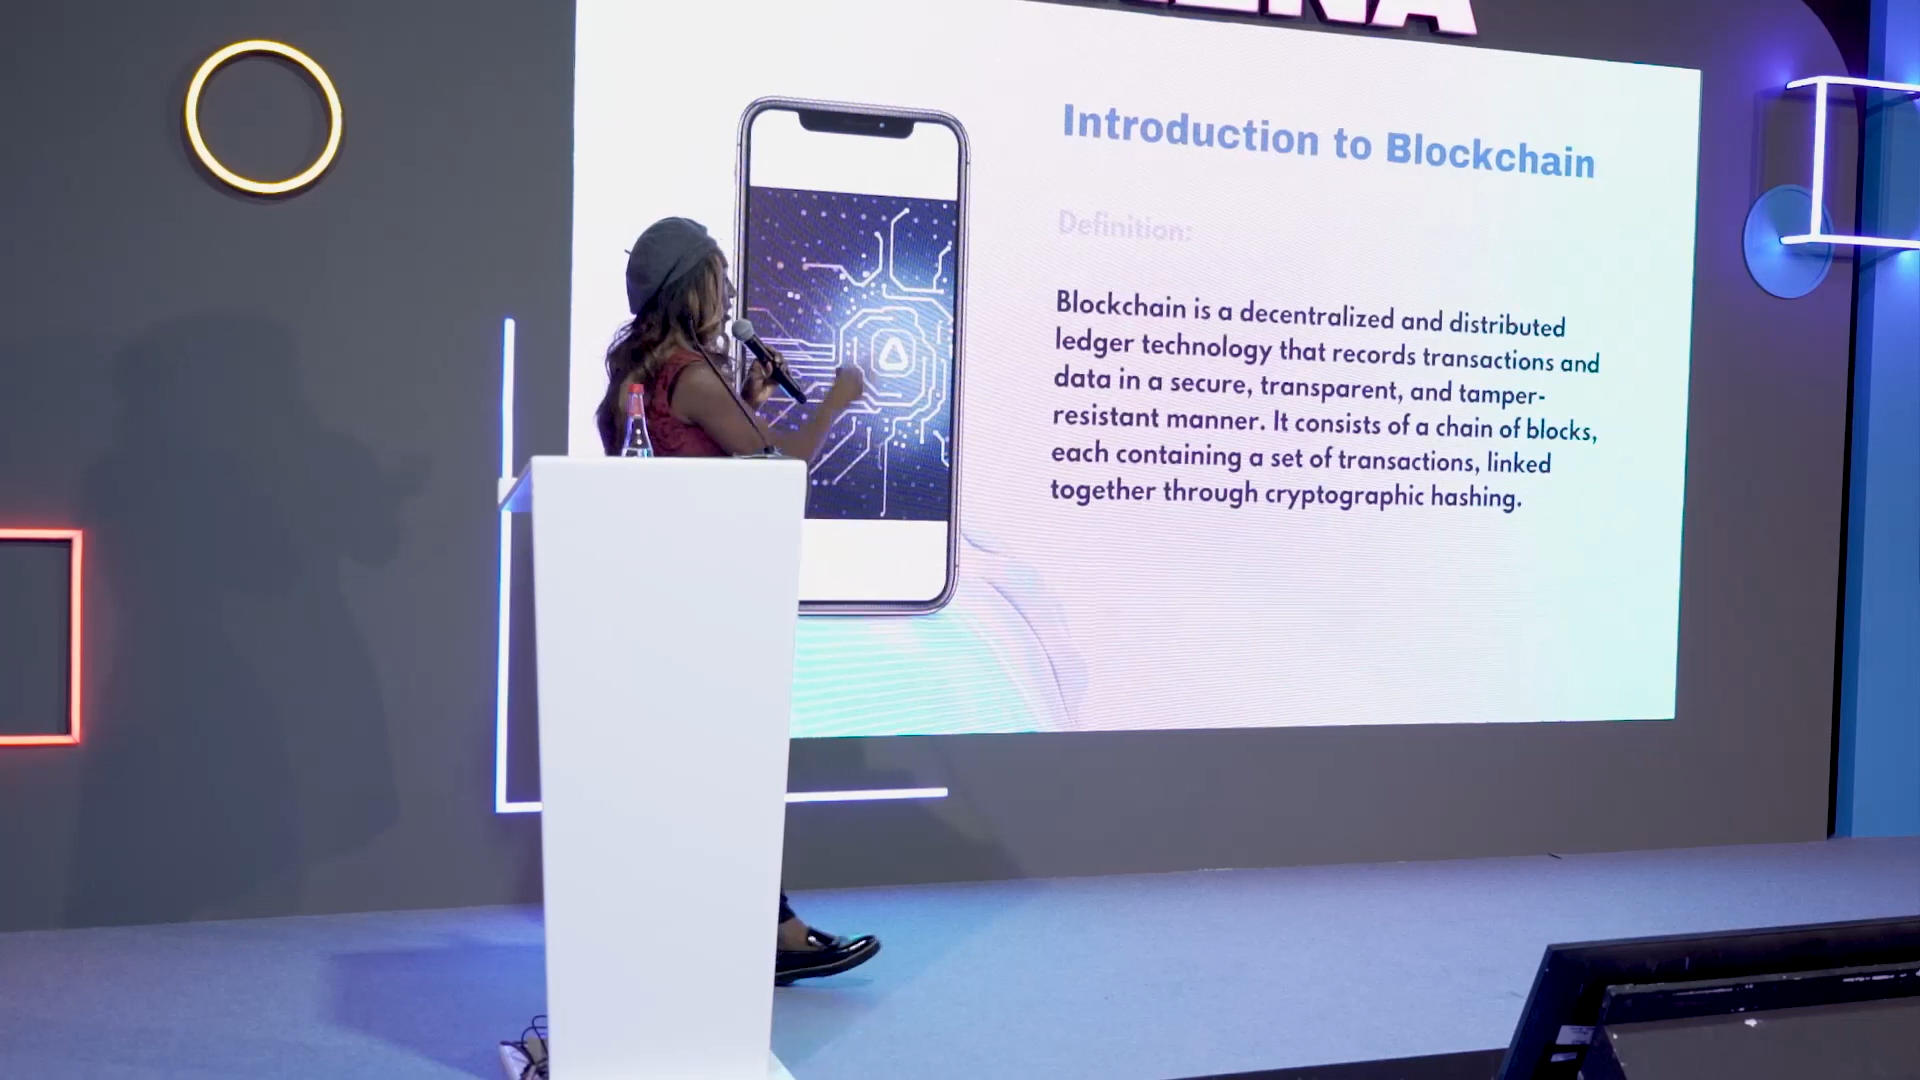 Introduction to Blockchain
Definition:
Blockchain is a decentralized and distributed
ledger technology that records transactions and
data in a secure, transparent, and tamper-
resistant manner. It consists of a chain of blocks,
each containing a set of transactions, linked
together through cryptographic hashing.